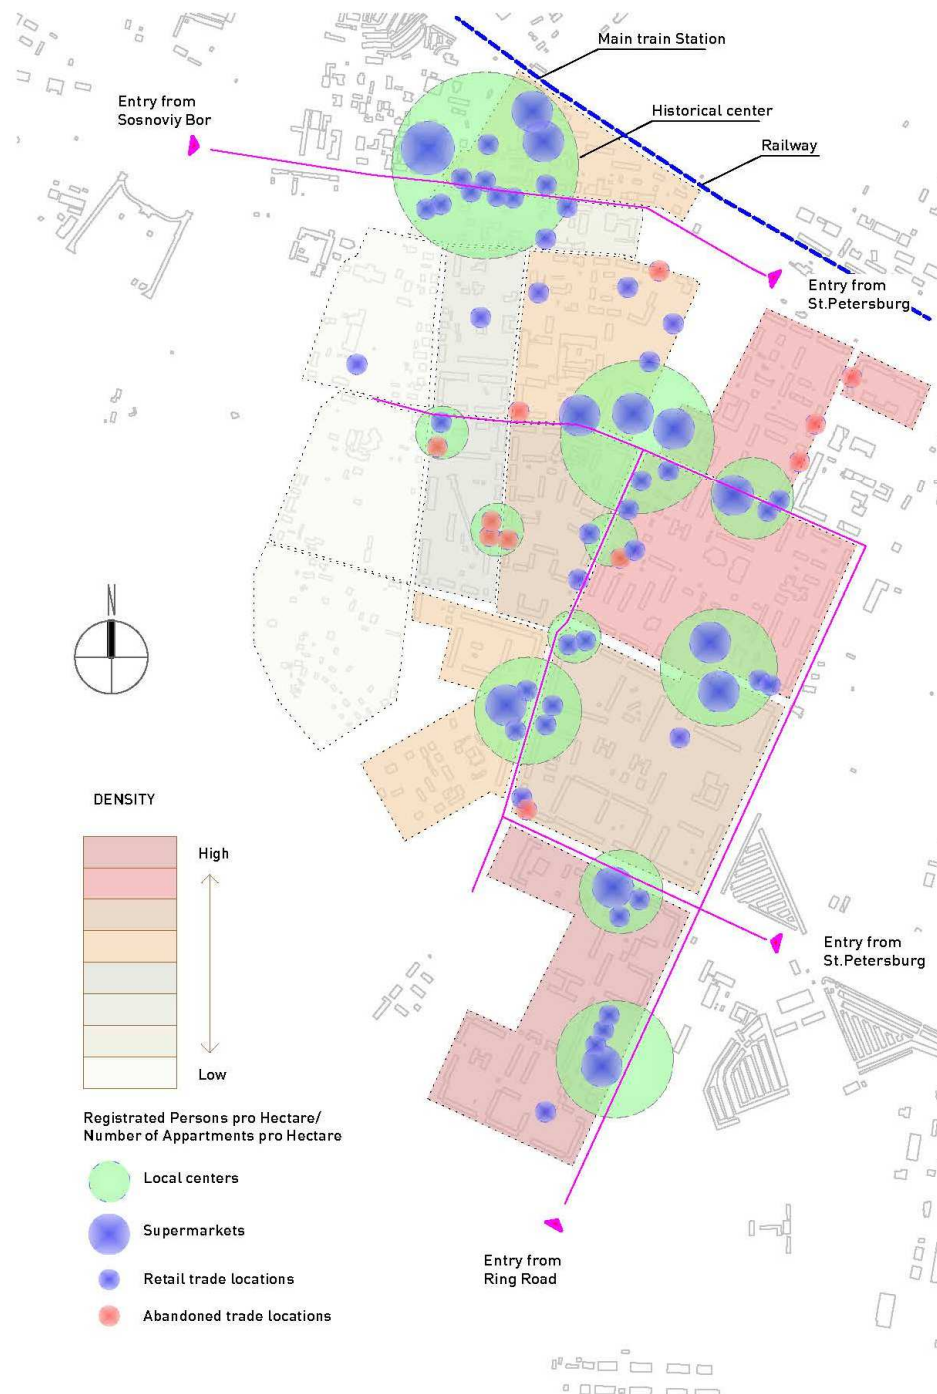 Main train Station
Entry from
Sosnoviy Bor
Historical center
Railway
Entry from
St.Petersburg
N
DENSITY
High
Low
Registrated Persons pro Hectare/
Number of Appartments pro Hectare
Local centers
Supermarkets
Retail trade locations
Abandoned trade locations
Entry from
St.Petersburg
Entry from
Ring Road